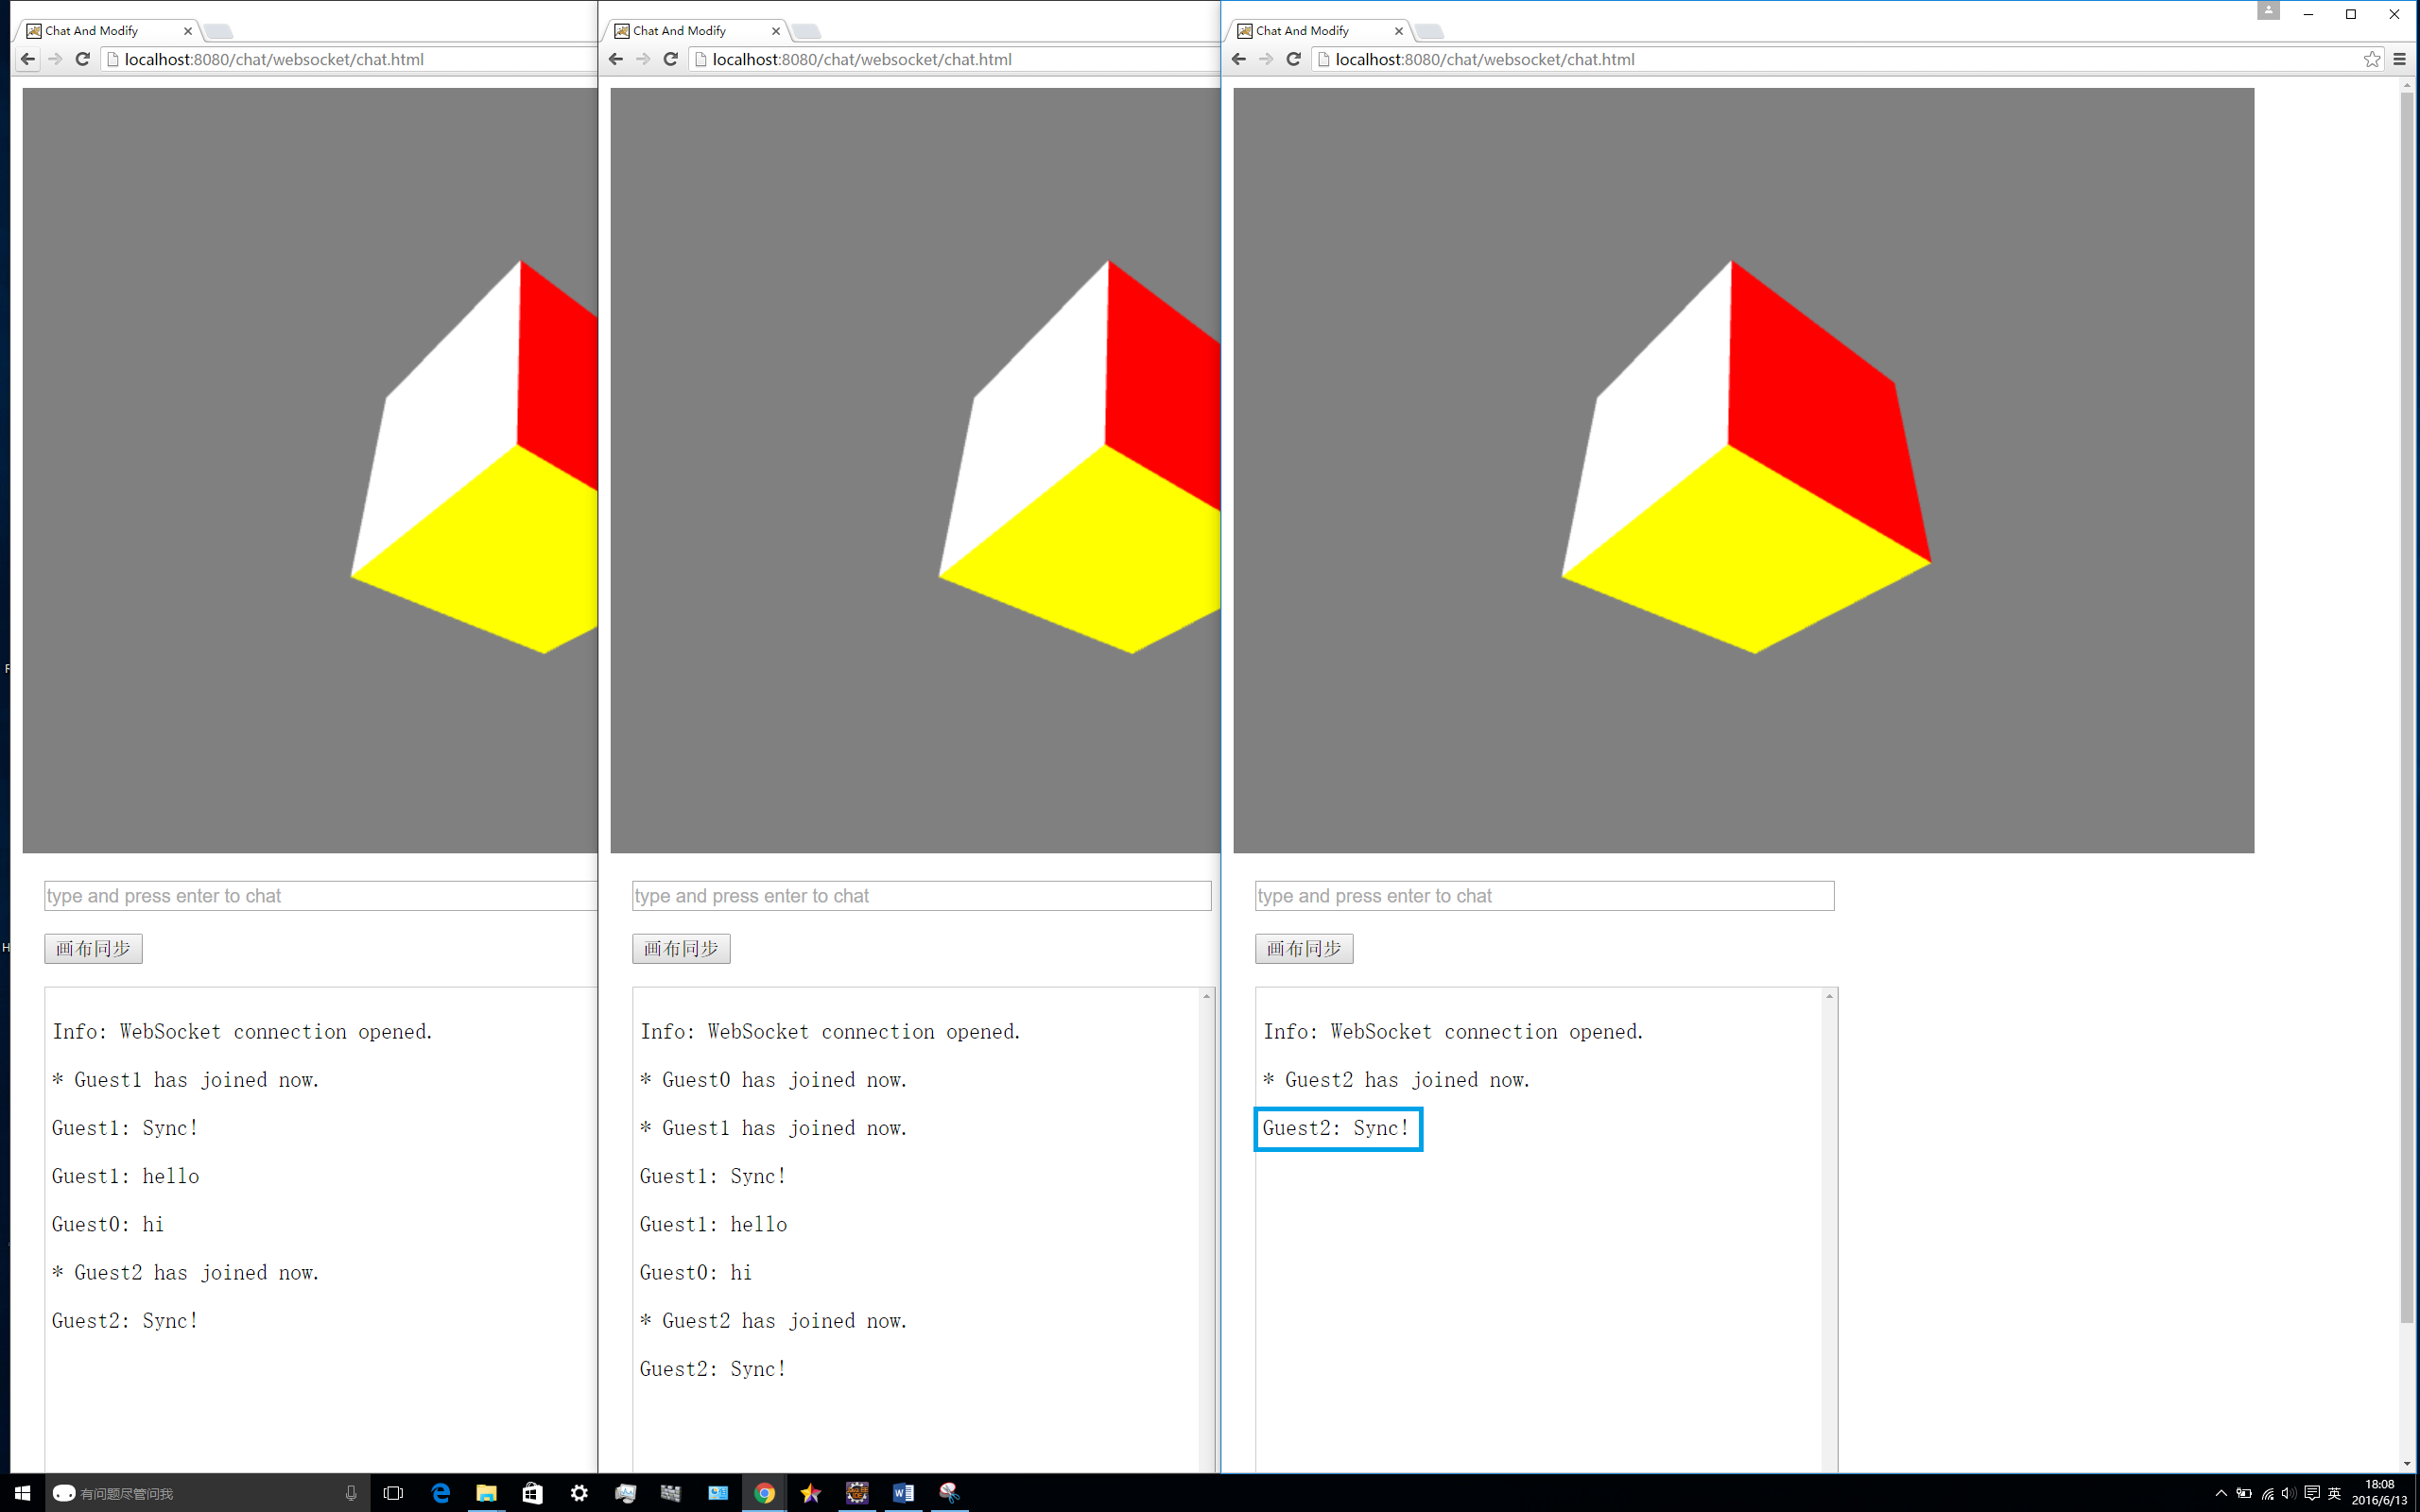 Chat And Modify
localhost:8080/chat/websocket/chat.html
type and press enter to chat
画布同步
Info: WebSocket connection opened.
* Guest1 has joined now.
Guest1: Sync!
Guest1: hello
Guest0: hi
* Guest2 has joined now.
Guest2: Sync!
Chat And Modify
localhost:8080/chat/websocket/chat.html
type and press enter to chat
画布同步
Info: WebSocket connection opened.
* Guest0 has joined now.
* Guest1 has joined now.
Guest1: Sync!
Guest1: hello
Guest0: hi
* Guest2 has joined now.
Guest2: Sync!
Chat And Modify
localhost:8080/chat/websocket/chat.html
type and press enter to chat
画布同步
Info: WebSocket connection opened.
* Guest2 has joined now.
Guest2: Sync!
F
H
有问题尽管问我
英
18:08
2016/6/13